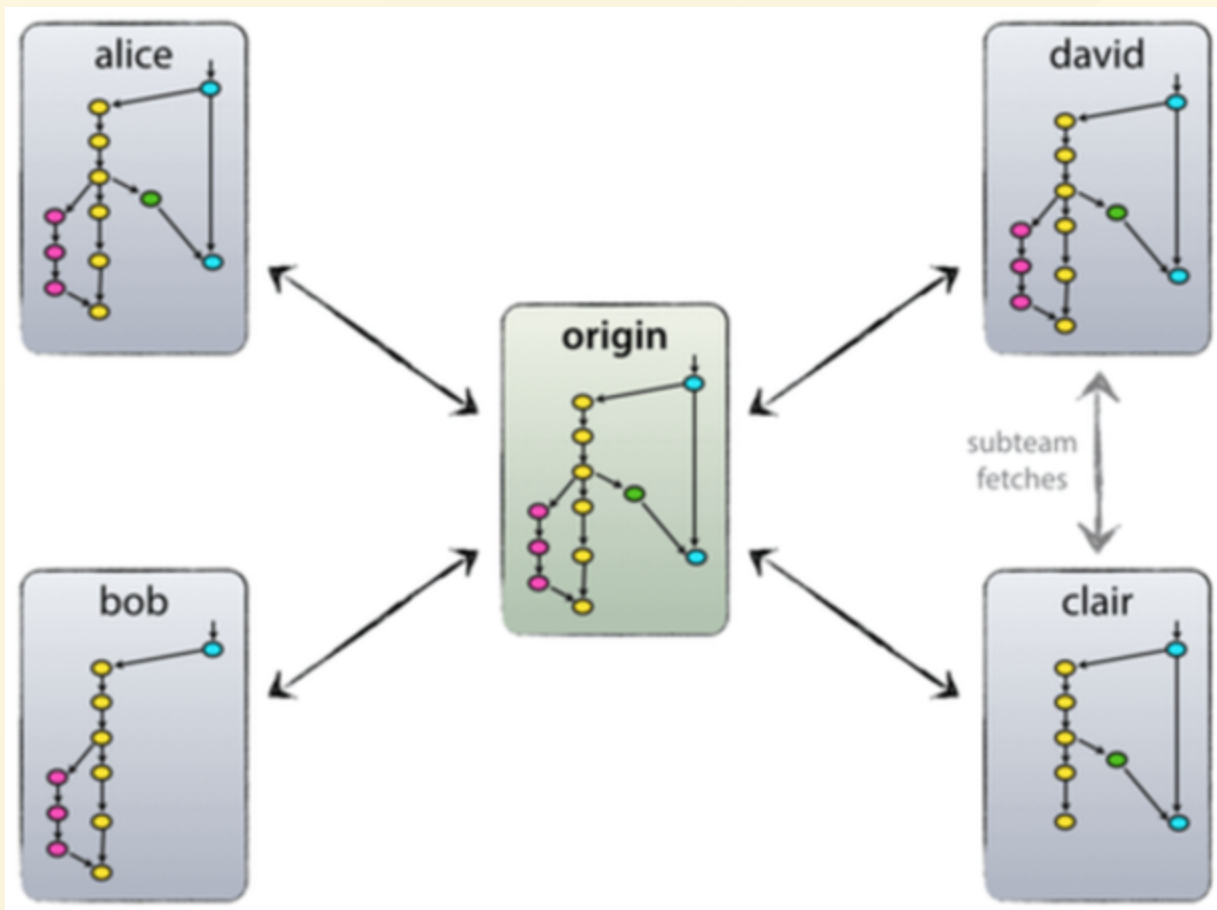 alice
david
origin
subteam
fetches
bob
clair